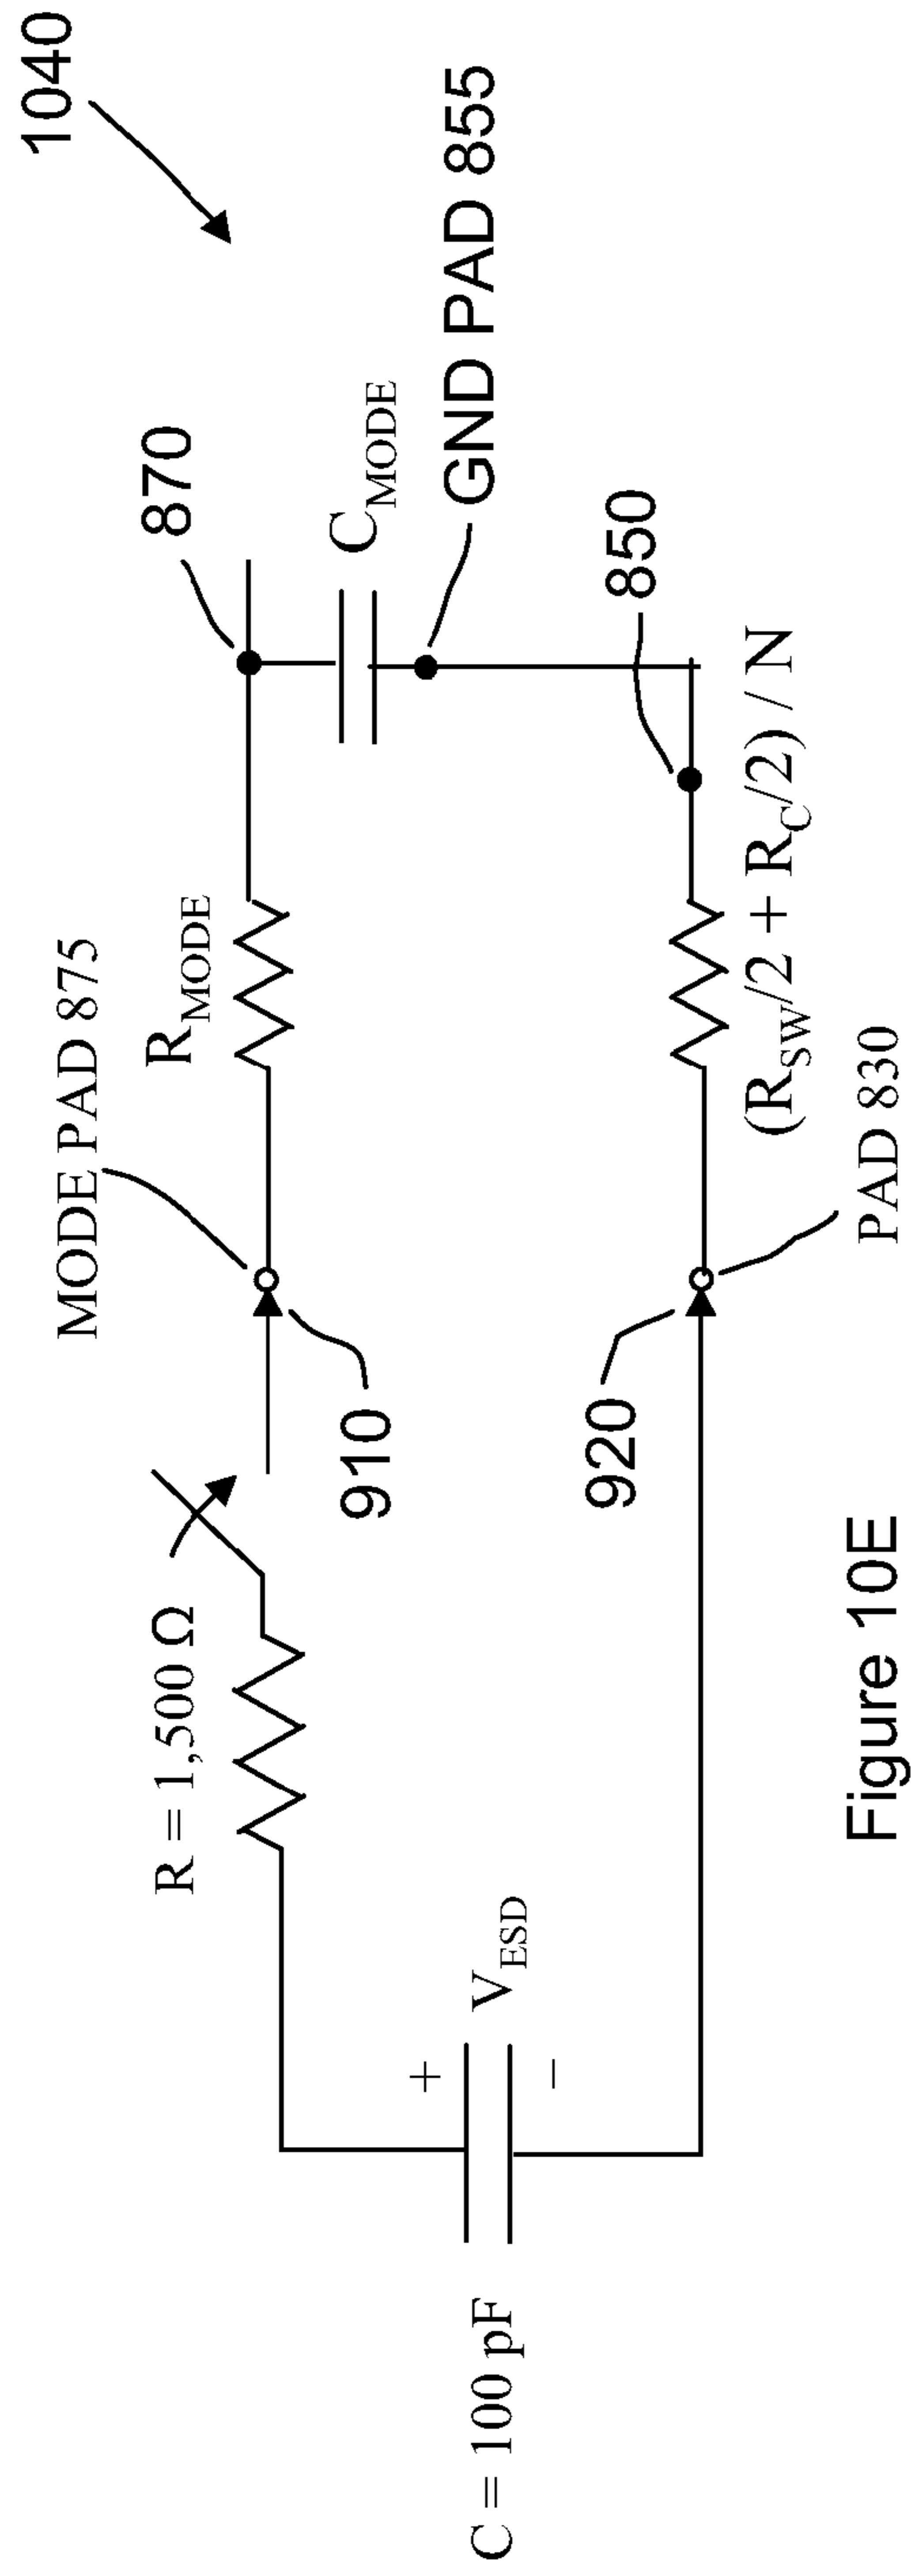 1040
870
C_MODE
GND PAD 855
850
MODE PAD 875
R_MODE
(R_SW/2 + R_C/2) / N
PAD 830
910
920
R = 1,500 Ω
+
V_ESD
−
C = 100 pF
Figure 10E